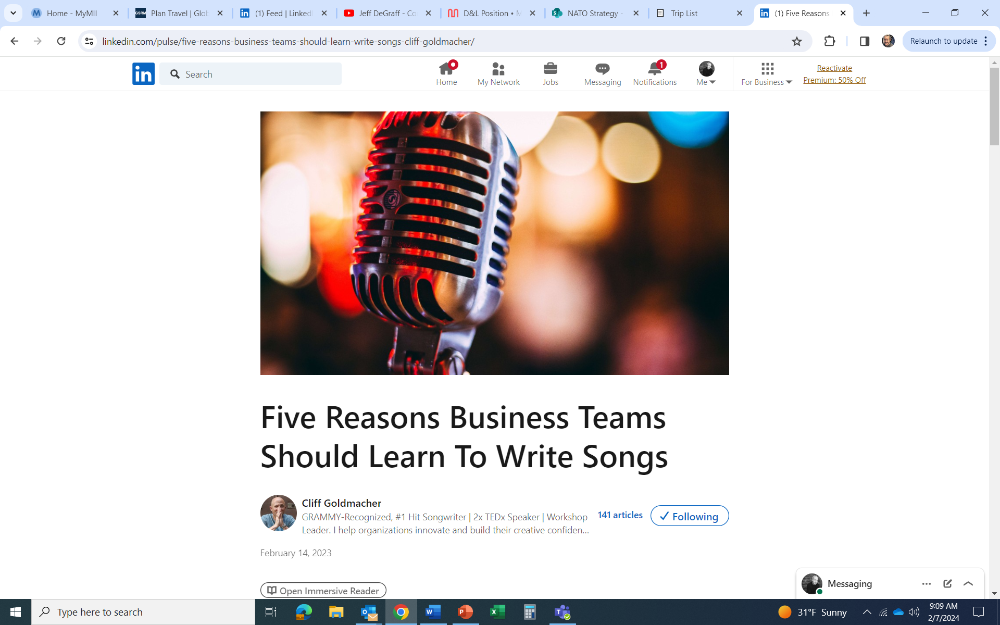 Home - MyMII
Plan Travel | Glob
(1) Feed | LinkedI
Jeff DeGraff - Co
D&L Position • M
NATO Strategy -
Trip List
(1) Five Reasons
linkedin.com/pulse/five-reasons-business-teams-should-learn-write-songs-cliff-goldmacher/
Relaunch to update
in
Search
Home
My Network
Jobs
Messaging
1
Notifications
Me
For Business
Reactivate
Premium: 50% Off
Five Reasons Business Teams
Should Learn To Write Songs
Cliff Goldmacher
GRAMMY-Recognized, #1 Hit Songwriter | 2x TEDx Speaker | Workshop
Leader. I help organizations innovate and build their creative confiden...
141 articles
Following
February 14, 2023
Open Immersive Reader
Messaging
Type here to search
31°F Sunny
9:09 AM
2/7/2024